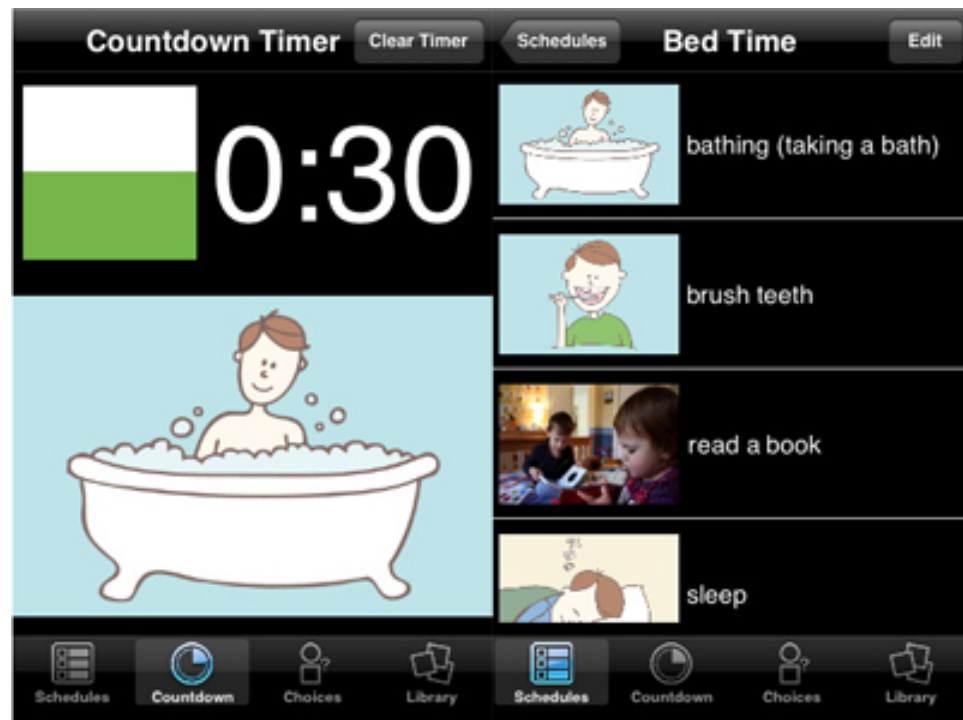 Countdown Timer
Clear Timer
0:30
Schedules
Countdown
Choices
Library
Schedules
Bed Time
Edit
bathing (taking a bath)
brush teeth
read a book
sleep
Schedules
Countdown
Choices
Library